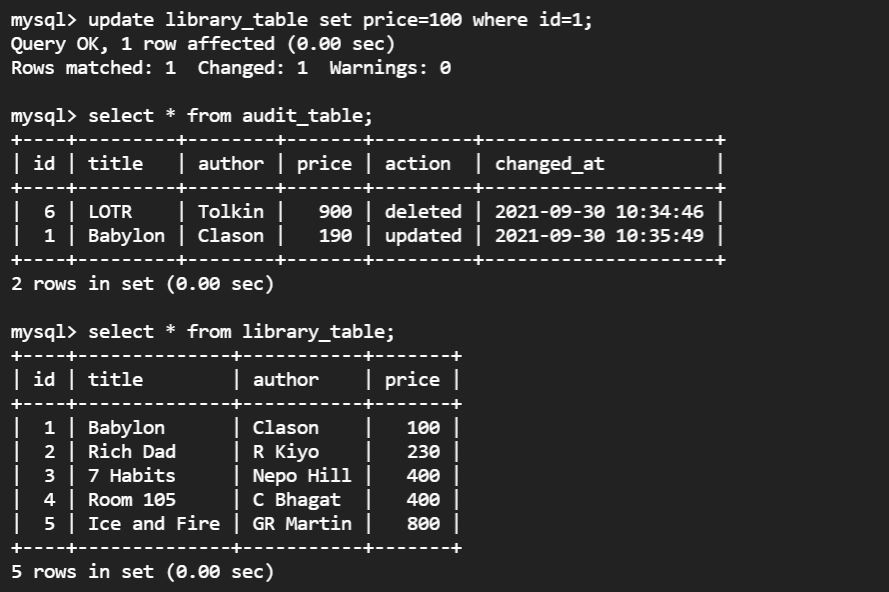 mysql> update library_table set price=100 where id=1;
Query OK, 1 row affected (0.00 sec)
Rows matched: 1  Changed: 1  Warnings: 0
mysql> select * from audit_table;
+----+---------+--------+-------+---------+---------------------+
| id | title   | author | price | action  | changed_at          |
+----+---------+--------+-------+---------+---------------------+
|  6 | LOTR    | Tolkin |   900 | deleted | 2021-09-30 10:34:46 |
|  1 | Babylon | Clason |   190 | updated | 2021-09-30 10:35:49 |
+----+---------+--------+-------+---------+---------------------+
2 rows in set (0.00 sec)
mysql> select * from library_table;
+----+--------------+-----------+-------+
| id | title        | author    | price |
+----+--------------+-----------+-------+
|  1 | Babylon      | Clason    |   100 |
|  2 | Rich Dad     | R Kiyo    |   230 |
|  3 | 7 Habits     | Nepo Hill |   400 |
|  4 | Room 105     | C Bhagat  |   400 |
|  5 | Ice and Fire | GR Martin |   800 |
+----+--------------+-----------+-------+
5 rows in set (0.00 sec)